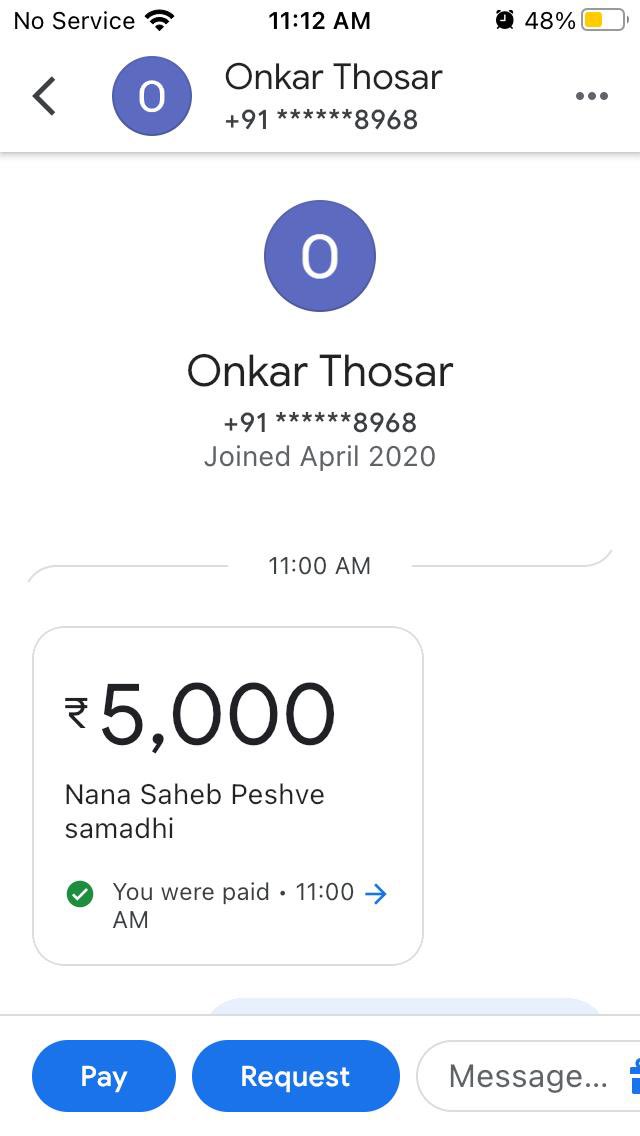 No Service 11:12 AM 48%
O Onkar Thosar
+91 ******8968
O
Onkar Thosar
+91 ******8968
Joined April 2020
11:00 AM
₹5,000
Nana Saheb Peshve
samadhi
You were paid • 11:00
AM
Pay Request Message...